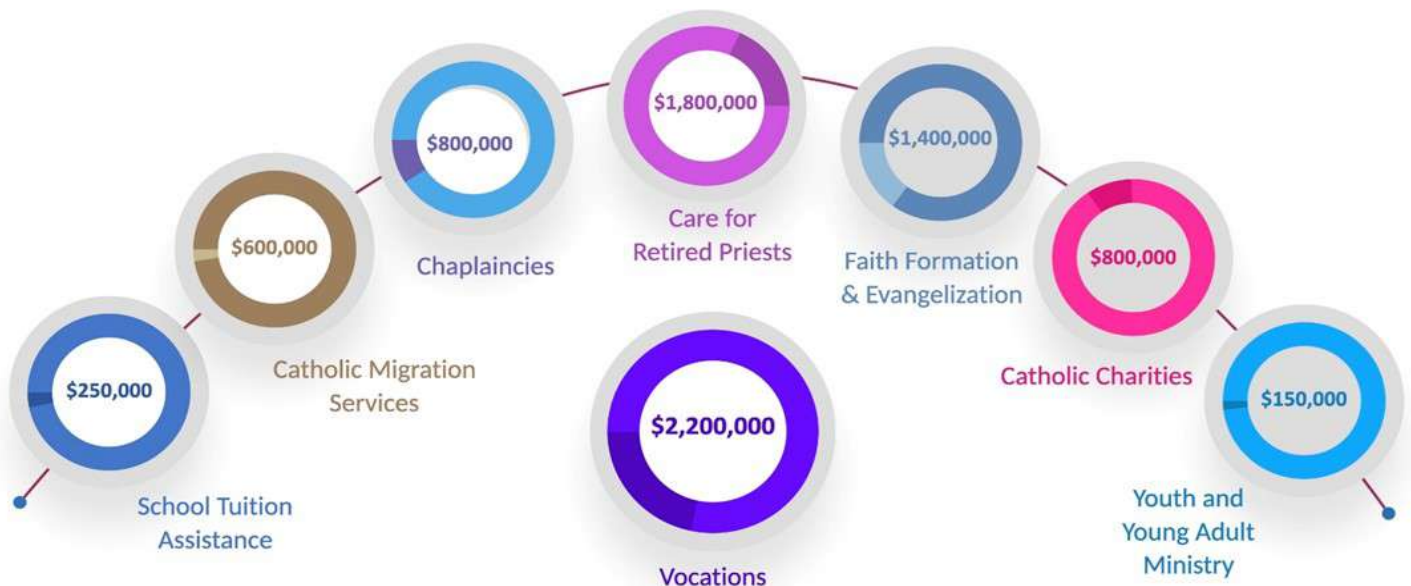 $250,000
School Tuition
Assistance
$600,000
Catholic Migration
Services
$800,000
Chaplaincies
$1,800,000
Care for
Retired Priests
$1,400,000
Faith Formation
& Evangelization
$800,000
Catholic Charities
$150,000
Youth and
Young Adult
Ministry
$2,200,000
Vocations